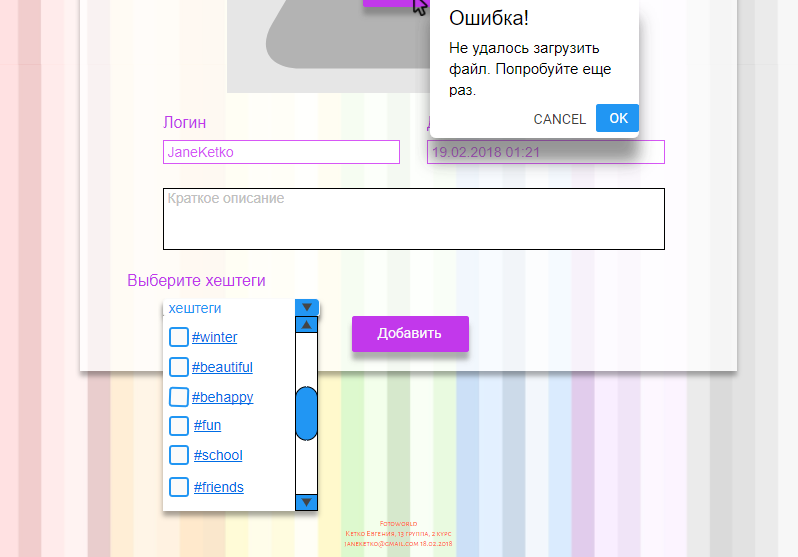 Ошибка!
Не удалось загрузить
файл. Попробуйте еще
раз.
CANCEL OK
Логин
JaneKetko
19.02.2018 01:21
Краткое описание
Выберите хештеги
хештеги
Добавить
#winter
#beautiful
#behappy
#fun
#school
#friends
FotoWorld
Кетко Евгения, 13 группа, 2 курс
janeketko@gmail.com 18.02.2018